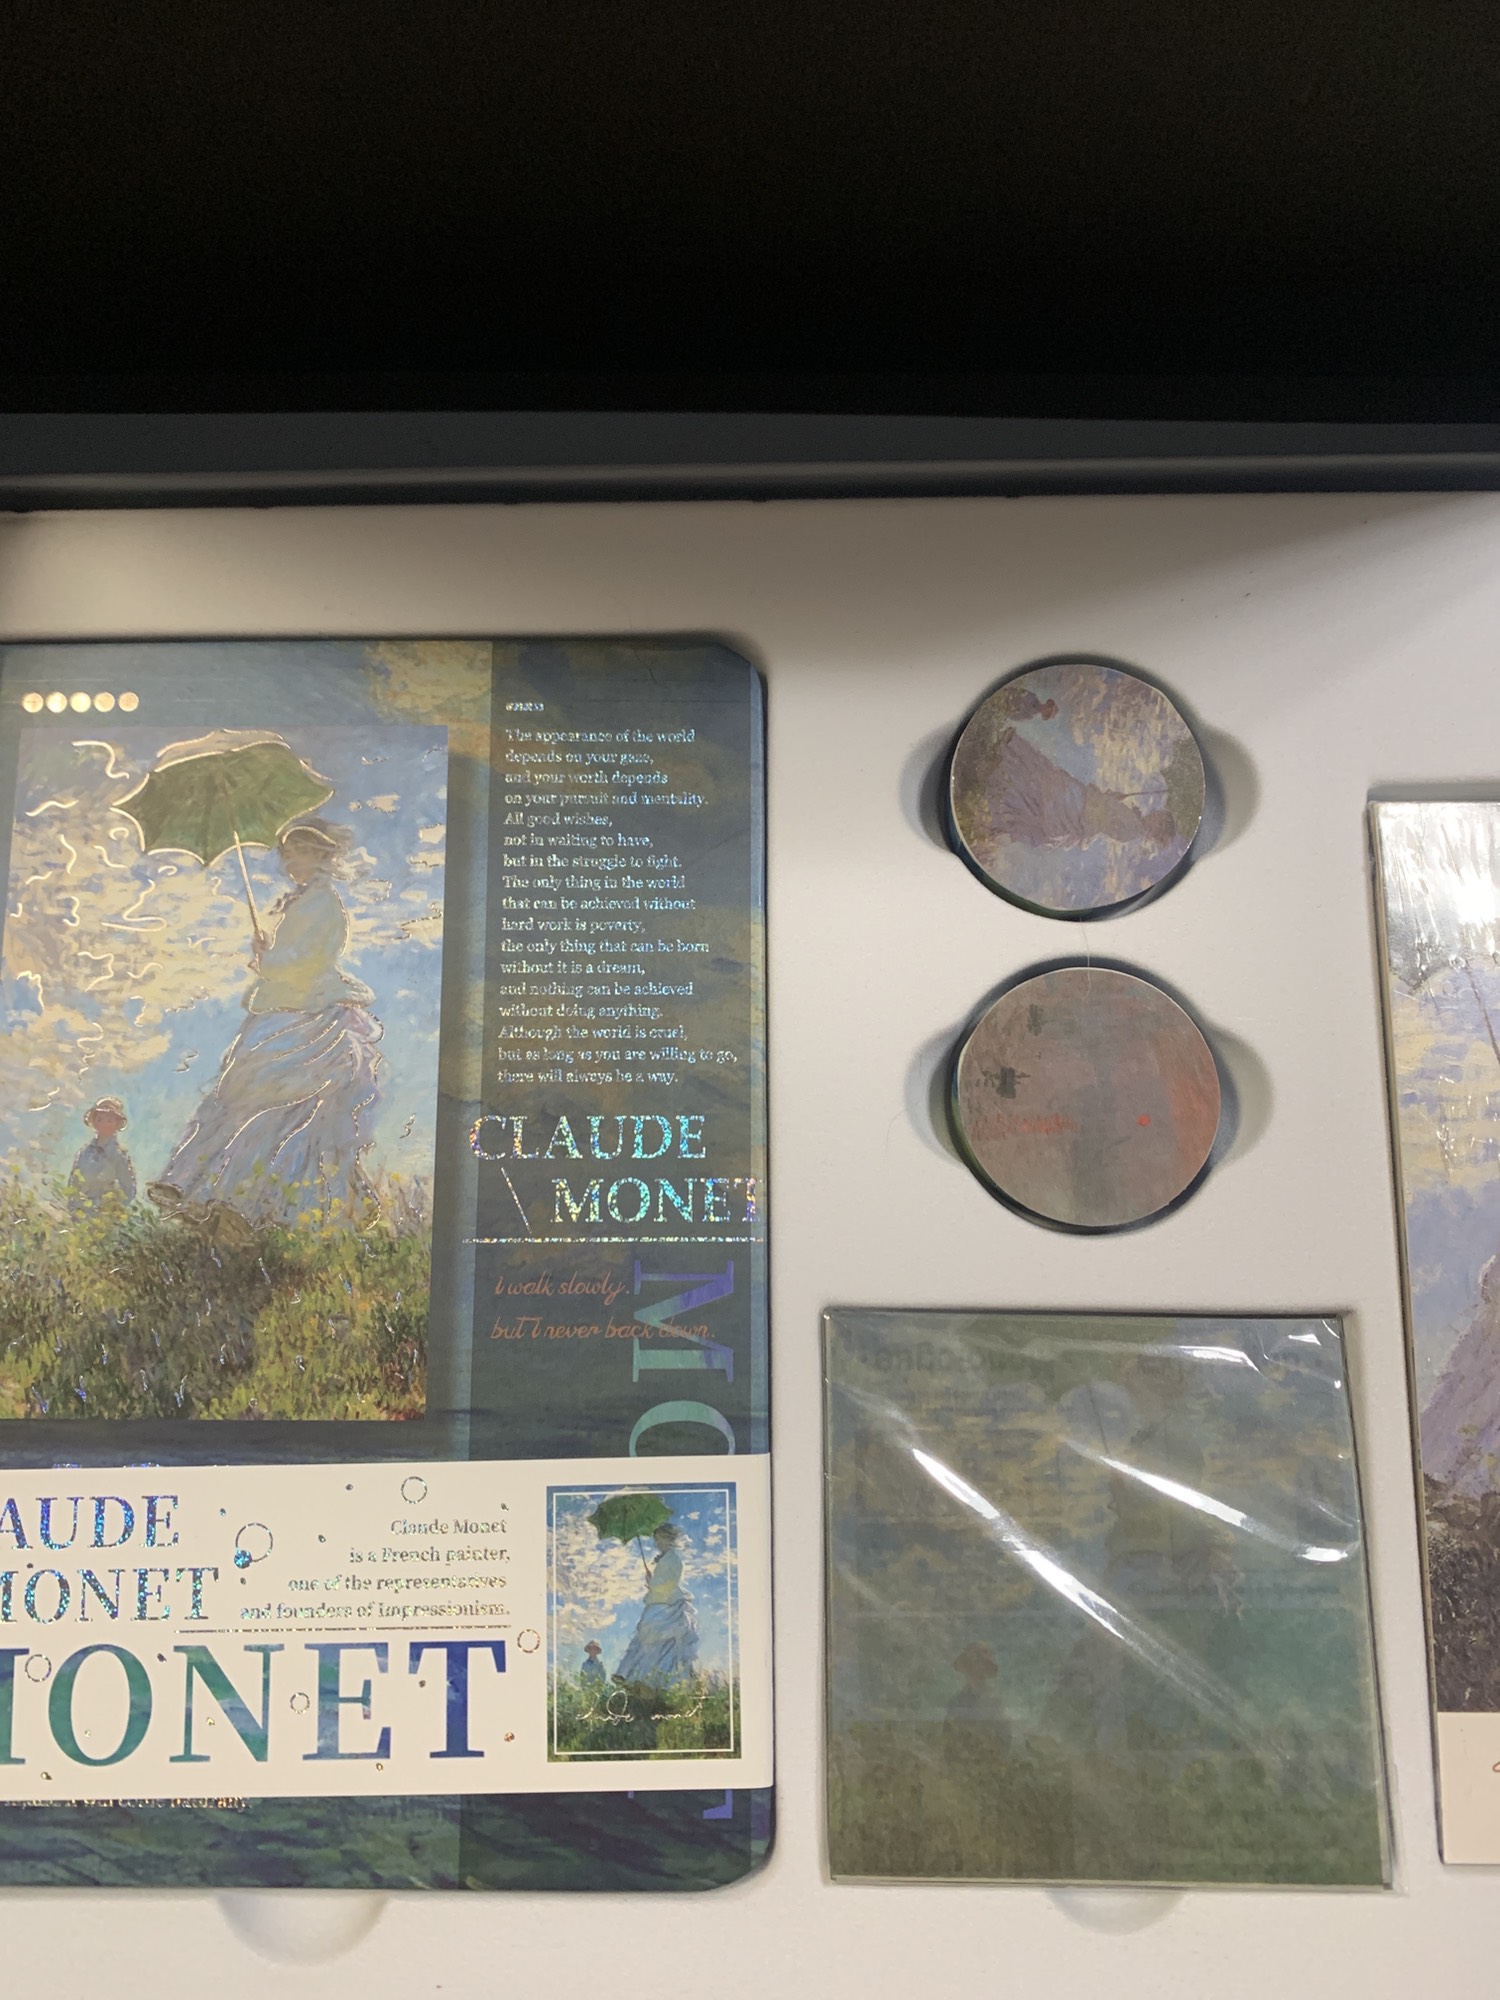 The appearance of the world
depends on your gaze,
and your worth depends
on your pursuit and mentality.
All good wishes,
not in waiting to have,
but in the struggle to fight.
The only thing in the world
that can be achieved without
hard work is poverty,
the only thing that can be born
without it is a dream,
and nothing can be achieved
without doing anything.
Although the world is cruel,
but as long as you are willing to go,
there will always be a way.
CLAUDE
MONET
I walk slowly.
but I never back down.
MO
AUDE
MONET
Claude Monet
is a French painter,
one of the representatives
and founders of Impressionism.
MONET
claude monet
T